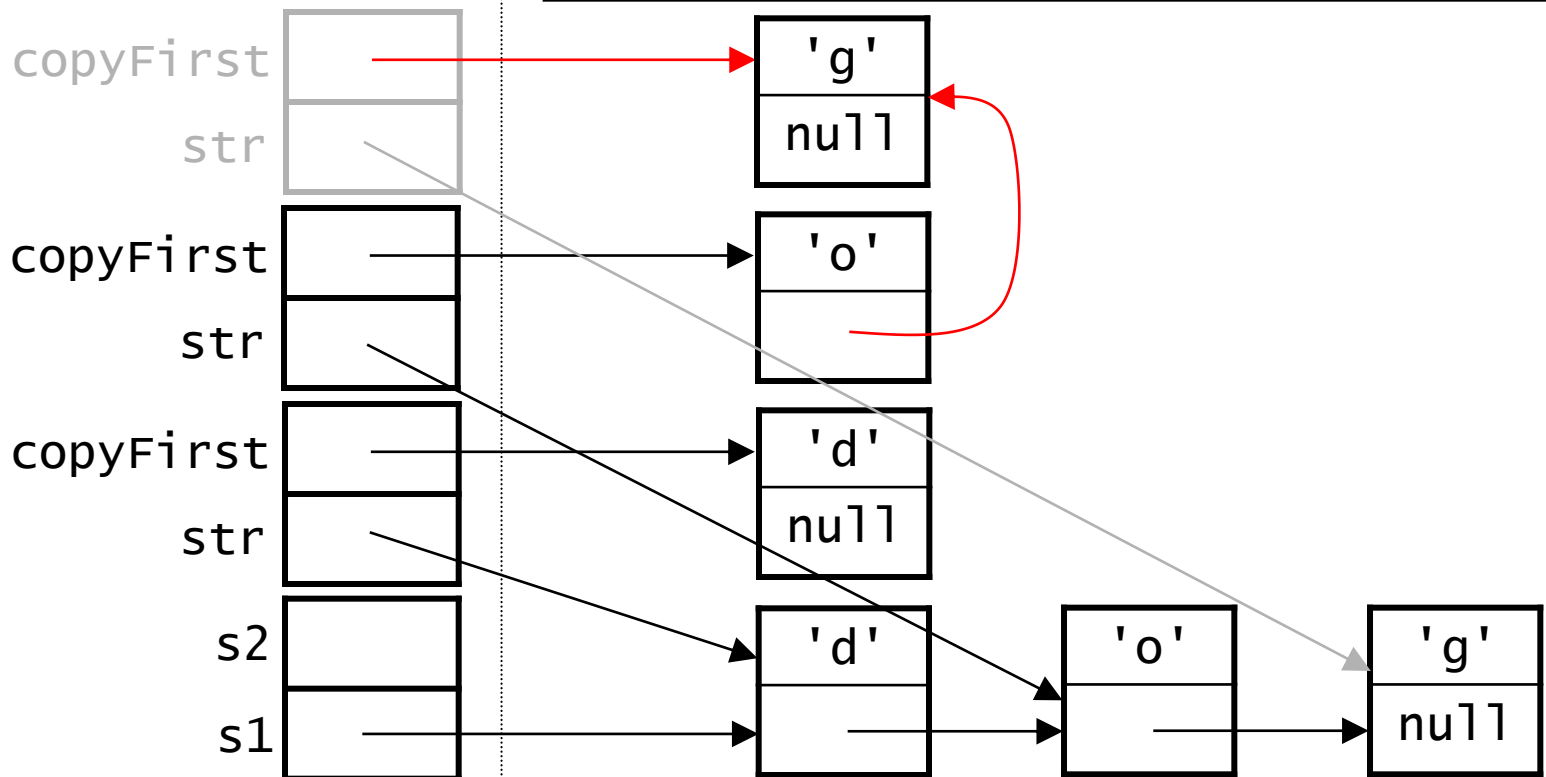 copyFirst 'g'
str null
copyFirst 'o'
str
copyFirst 'd'
str null
s2 'd' 'o' 'g'
s1 null